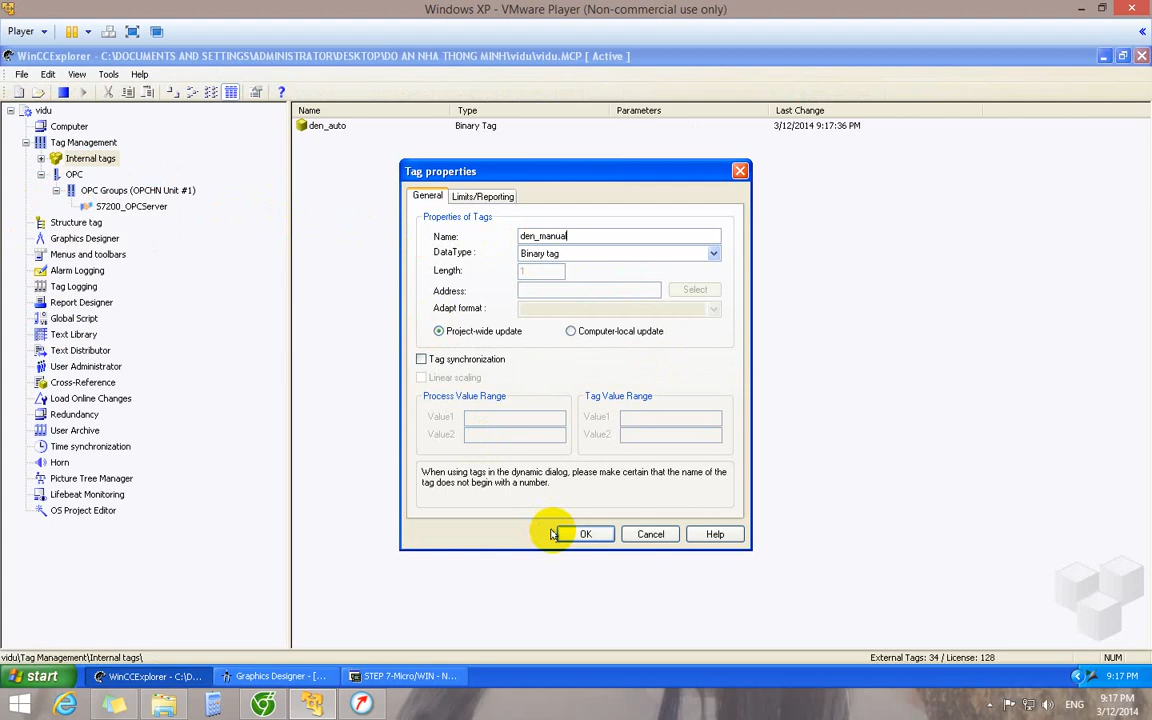 Windows XP - VMware Player (Non-commercial use only)
Player
WinCCExplorer - C:\DOCUMENTS AND SETTINGS\ADMINISTRATOR\DESKTOP\DO AN NHA THONG MINH\vidu\vidu.MCP [ Active ]
File Edit View Tools Help
vidu
Computer
Tag Management
Internal tags
OPC
OPC Groups (OPCHN Unit #1)
S7200_OPCServer
Structure tag
Graphics Designer
Menus and toolbars
Alarm Logging
Tag Logging
Report Designer
Global Script
Text Library
Text Distributor
User Administrator
Cross-Reference
Load Online Changes
Redundancy
User Archive
Time synchronization
Horn
Picture Tree Manager
Lifebeat Monitoring
OS Project Editor
Name Type Parameters Last Change
den_auto Binary Tag 3/12/2014 9:17:36 PM
Tag properties
General Limits/Reporting
Properties of Tags
Name: den_manual
DataType : Binary tag
Length: 1
Address: Select
Adapt format :
Project-wide update Computer-local update
Tag synchronization
Linear scaling
Process Value Range Tag Value Range
Value1 Value1
Value2 Value2
When using tags in the dynamic dialog, please make certain that the name of the
tag does not begin with a number.
OK Cancel Help
vidu\Tag Management\Internal tags\ External Tags: 34 / License: 128 NUM
start WinCCExplorer - C:\D... Graphics Designer - [... STEP 7-Micro/WIN - N... 9:17 PM
ENG 9:17 PM
3/12/2014